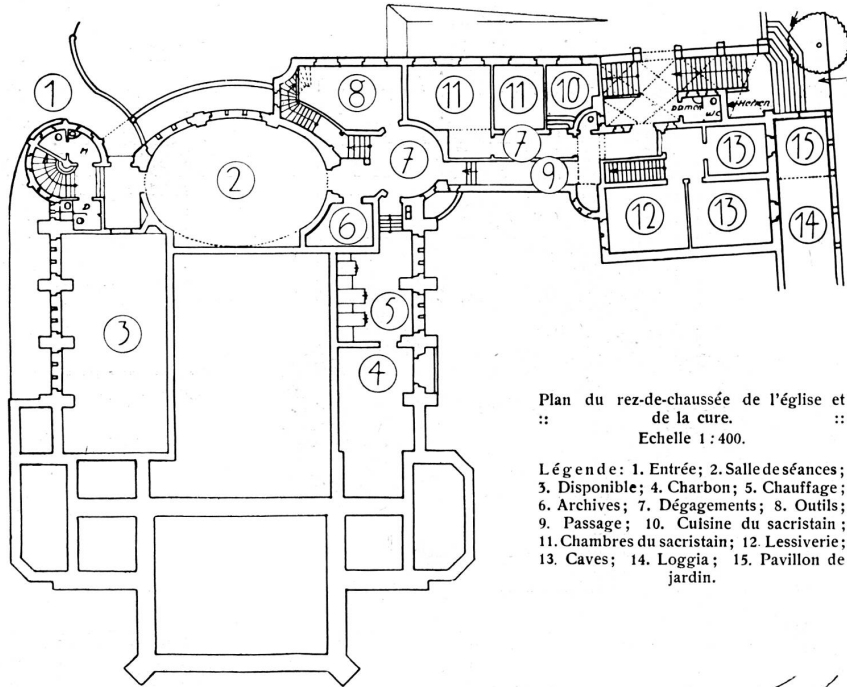 1
2
3
4
5
6
7
7
8
9
10
11
11
12
13
13
14
15
Damen
WC
Herren
Plan du rez-de-chaussée de l'église et
:: de la cure. ::
Echelle 1 : 400.
Légende: 1. Entrée; 2. Salle de séances;
3. Disponible; 4. Charbon; 5. Chauffage;
6. Archives; 7. Dégagements; 8. Outils;
9. Passage; 10. Cuisine du sacristain;
11. Chambres du sacristain; 12. Lessiverie;
13. Caves; 14. Loggia; 15. Pavillon de
jardin.